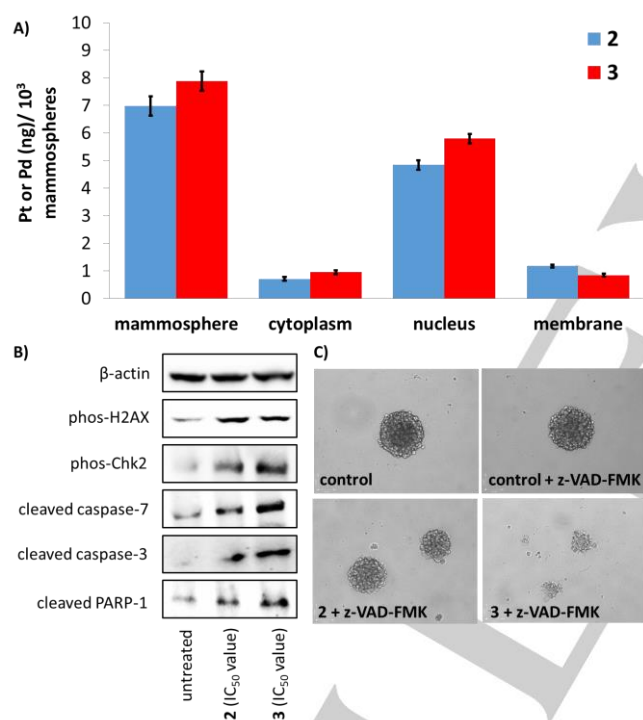 A)
Pt or Pd (ng)/ 10³
mammospheres
10
9
8
7
6
5
4
3
2
1
0
2
3
mammosphere cytoplasm nucleus membrane
B)
β-actin
phos-H2AX
phos-Chk2
cleaved caspase-7
cleaved caspase-3
cleaved PARP-1
untreated
2 (IC₅₀ value)
3 (IC₅₀ value)
C)
control
control + z-VAD-FMK
2 + z-VAD-FMK
3 + z-VAD-FMK